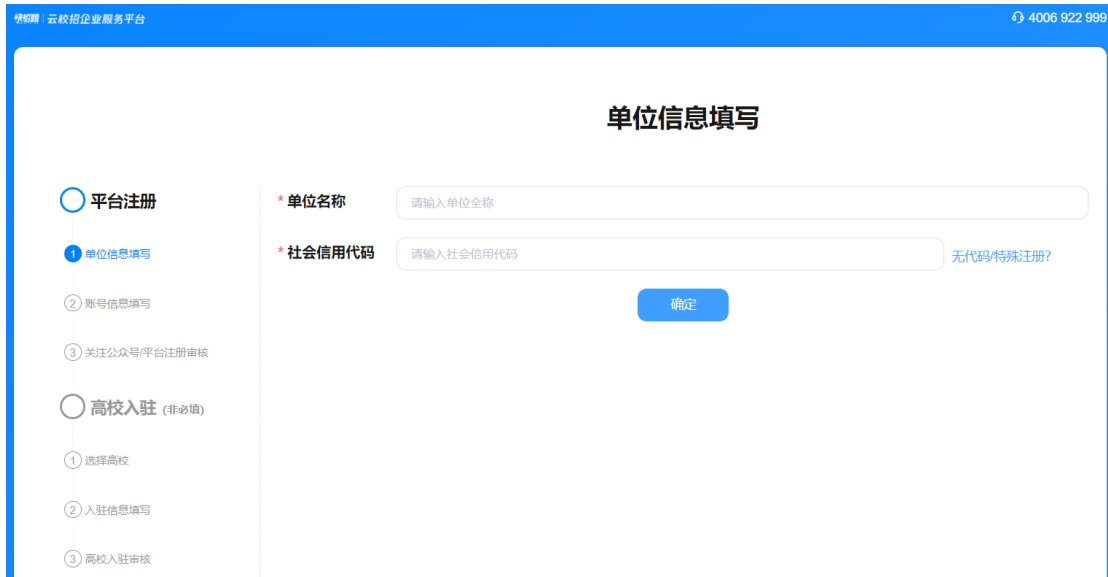 快招聘 云校招企业服务平台
4006 922 999
单位信息填写
平台注册
1 单位信息填写
2 账号信息填写
3 关注公众号/平台注册审核
高校入驻 (非必填)
1 选择高校
2 入驻信息填写
3 高校入驻审核
* 单位名称 请输入单位全称
* 社会信用代码 请输入社会信用代码 无代码/特殊注册?
确定